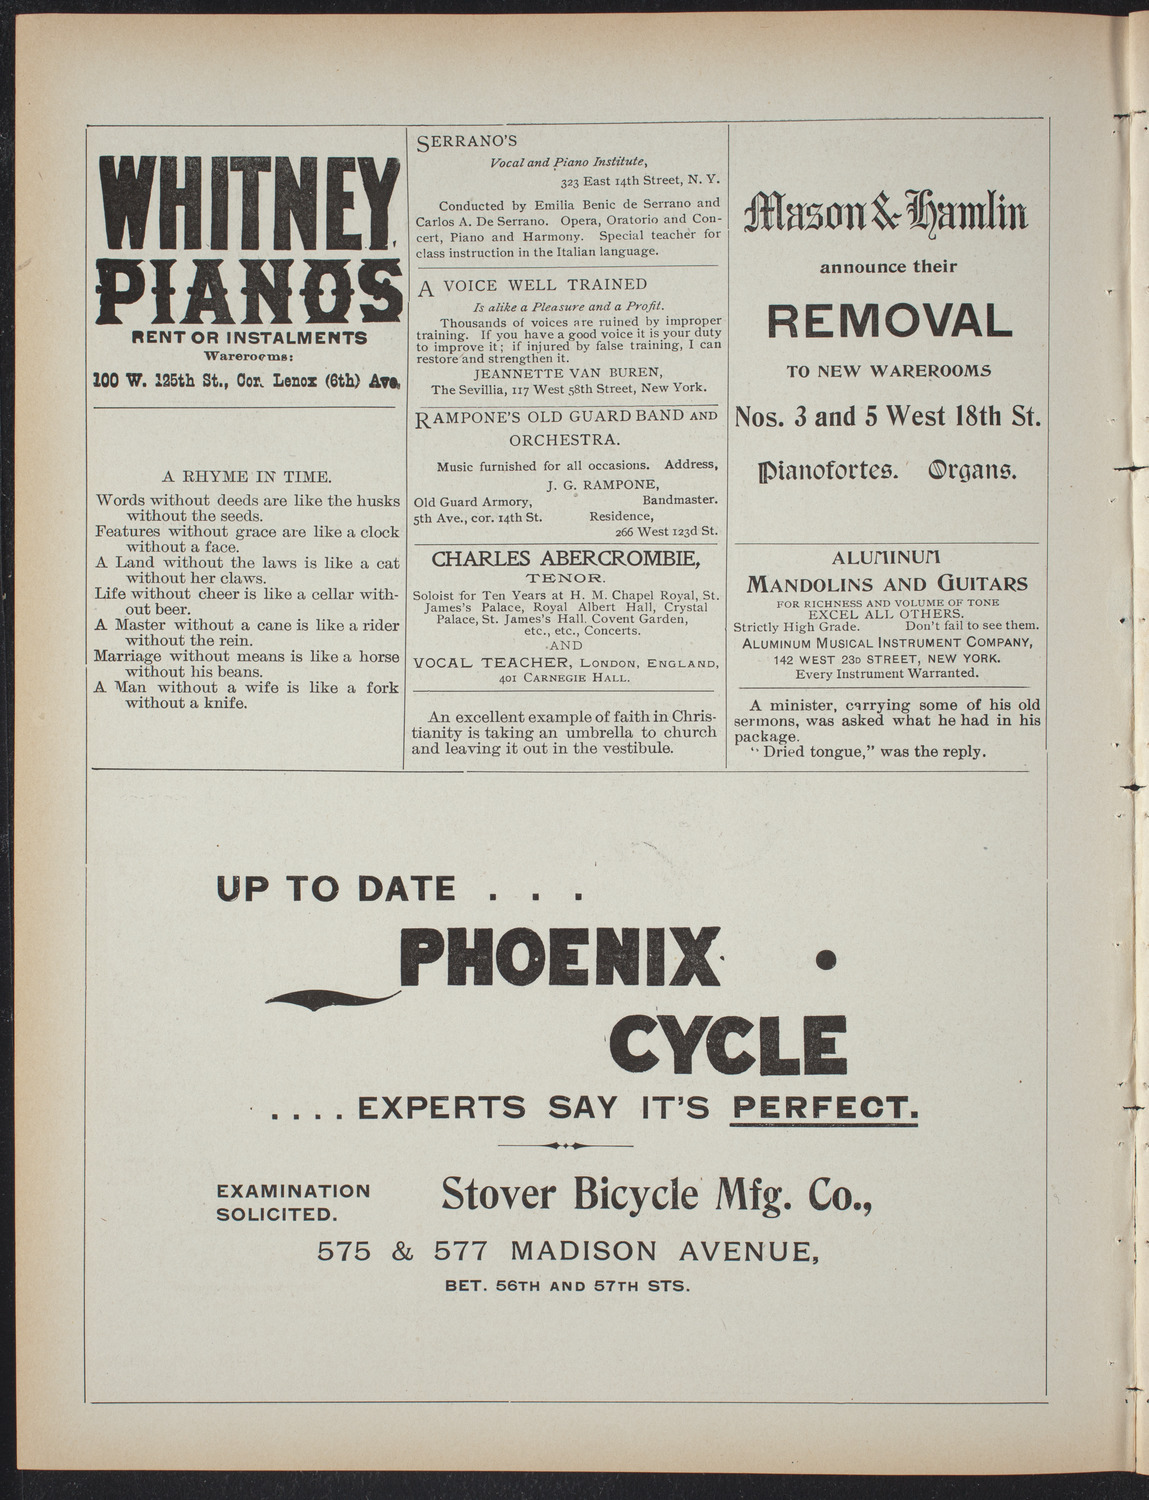 WHITNEY
PIANOS
RENT OR INSTALMENTS
Warerooms:
100 W. 125th St., Cor. Lenox (6th) Ave.
A RHYME IN TIME.
Words without deeds are like the husks
without the seeds.
Features without grace are like a clock
without a face.
A Land without the laws is like a cat
without her claws.
Life without cheer is like a cellar with-
out beer.
A Master without a cane is like a rider
without the rein.
Marriage without means is like a horse
without his beans.
A Man without a wife is like a fork
without a knife.
SERRANO'S
Vocal and Piano Institute,
323 East 14th Street, N. Y.
Conducted by Emilia Benic de Serrano and
Carlos A. De Serrano. Opera, Oratorio and Con-
cert, Piano and Harmony. Special teacher for
class instruction in the Italian language.
A VOICE WELL TRAINED
Is alike a Pleasure and a Profit.
Thousands of voices are ruined by improper
training. If you have a good voice it is your duty
to improve it; if injured by false training, I can
restore and strengthen it.
JEANNETTE VAN BUREN,
The Sevillia, 117 West 58th Street, New York.
RAMPONE'S OLD GUARD BAND AND
ORCHESTRA.
Music furnished for all occasions. Address,
J. G. RAMPONE,
Old Guard Armory, Bandmaster.
5th Ave., cor. 14th St. Residence,
266 West 123d St.
CHARLES ABERCROMBIE,
TENOR.
Soloist for Ten Years at H. M. Chapel Royal, St.
James's Palace, Royal Albert Hall, Crystal
Palace, St. James's Hall, Covent Garden,
etc., etc., Concerts.
AND
VOCAL TEACHER, LONDON, ENGLAND,
401 CARNEGIE HALL.
An excellent example of faith in Chris-
tianity is taking an umbrella to church
and leaving it out in the vestibule.
Mason & Hamlin
announce their
REMOVAL
TO NEW WAREROOMS
Nos. 3 and 5 West 18th St.
Pianofortes. Organs.
ALUMINUM
MANDOLINS AND GUITARS
FOR RICHNESS AND VOLUME OF TONE
EXCEL ALL OTHERS.
Strictly High Grade. Don't fail to see them.
ALUMINUM MUSICAL INSTRUMENT COMPANY,
142 WEST 23D STREET, NEW YORK.
Every Instrument Warranted.
A minister, carrying some of his old
sermons, was asked what he had in his
package.
"Dried tongue," was the reply.
UP TO DATE . . .
PHOENIX
CYCLE
. . . . EXPERTS SAY IT'S PERFECT.
EXAMINATION
SOLICITED.
Stover Bicycle Mfg. Co.,
575 & 577 MADISON AVENUE,
BET. 56TH AND 57TH STS.